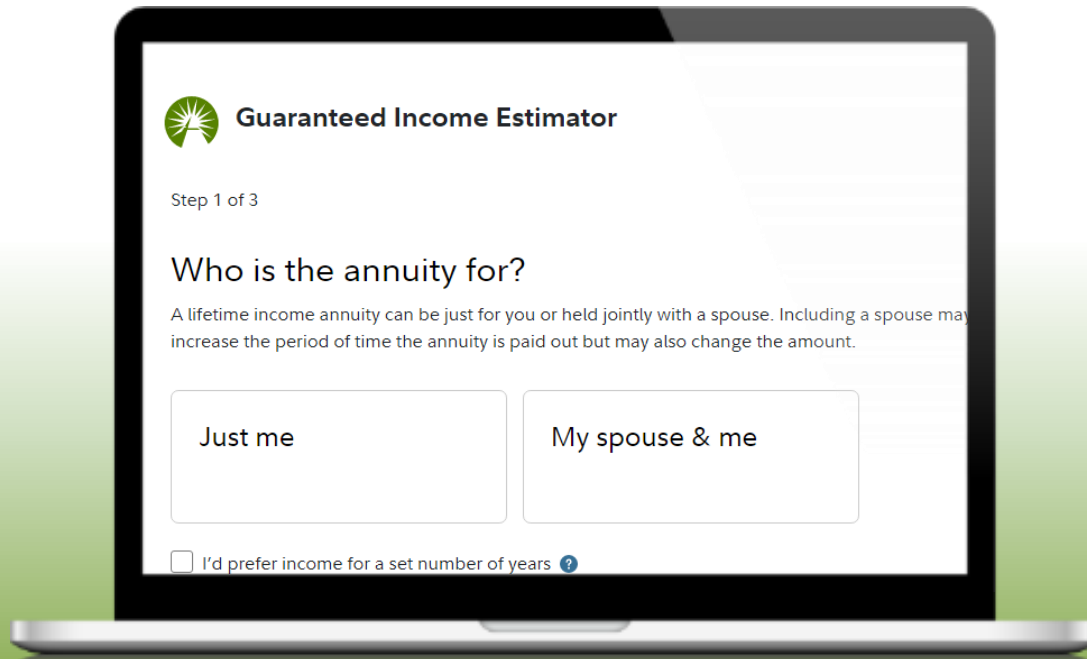 Guaranteed Income Estimator
Step 1 of 3
Who is the annuity for?
A lifetime income annuity can be just for you or held jointly with a spouse. Including a spouse may
increase the period of time the annuity is paid out but may also change the amount.
Just me
My spouse & me
I'd prefer income for a set number of years ?